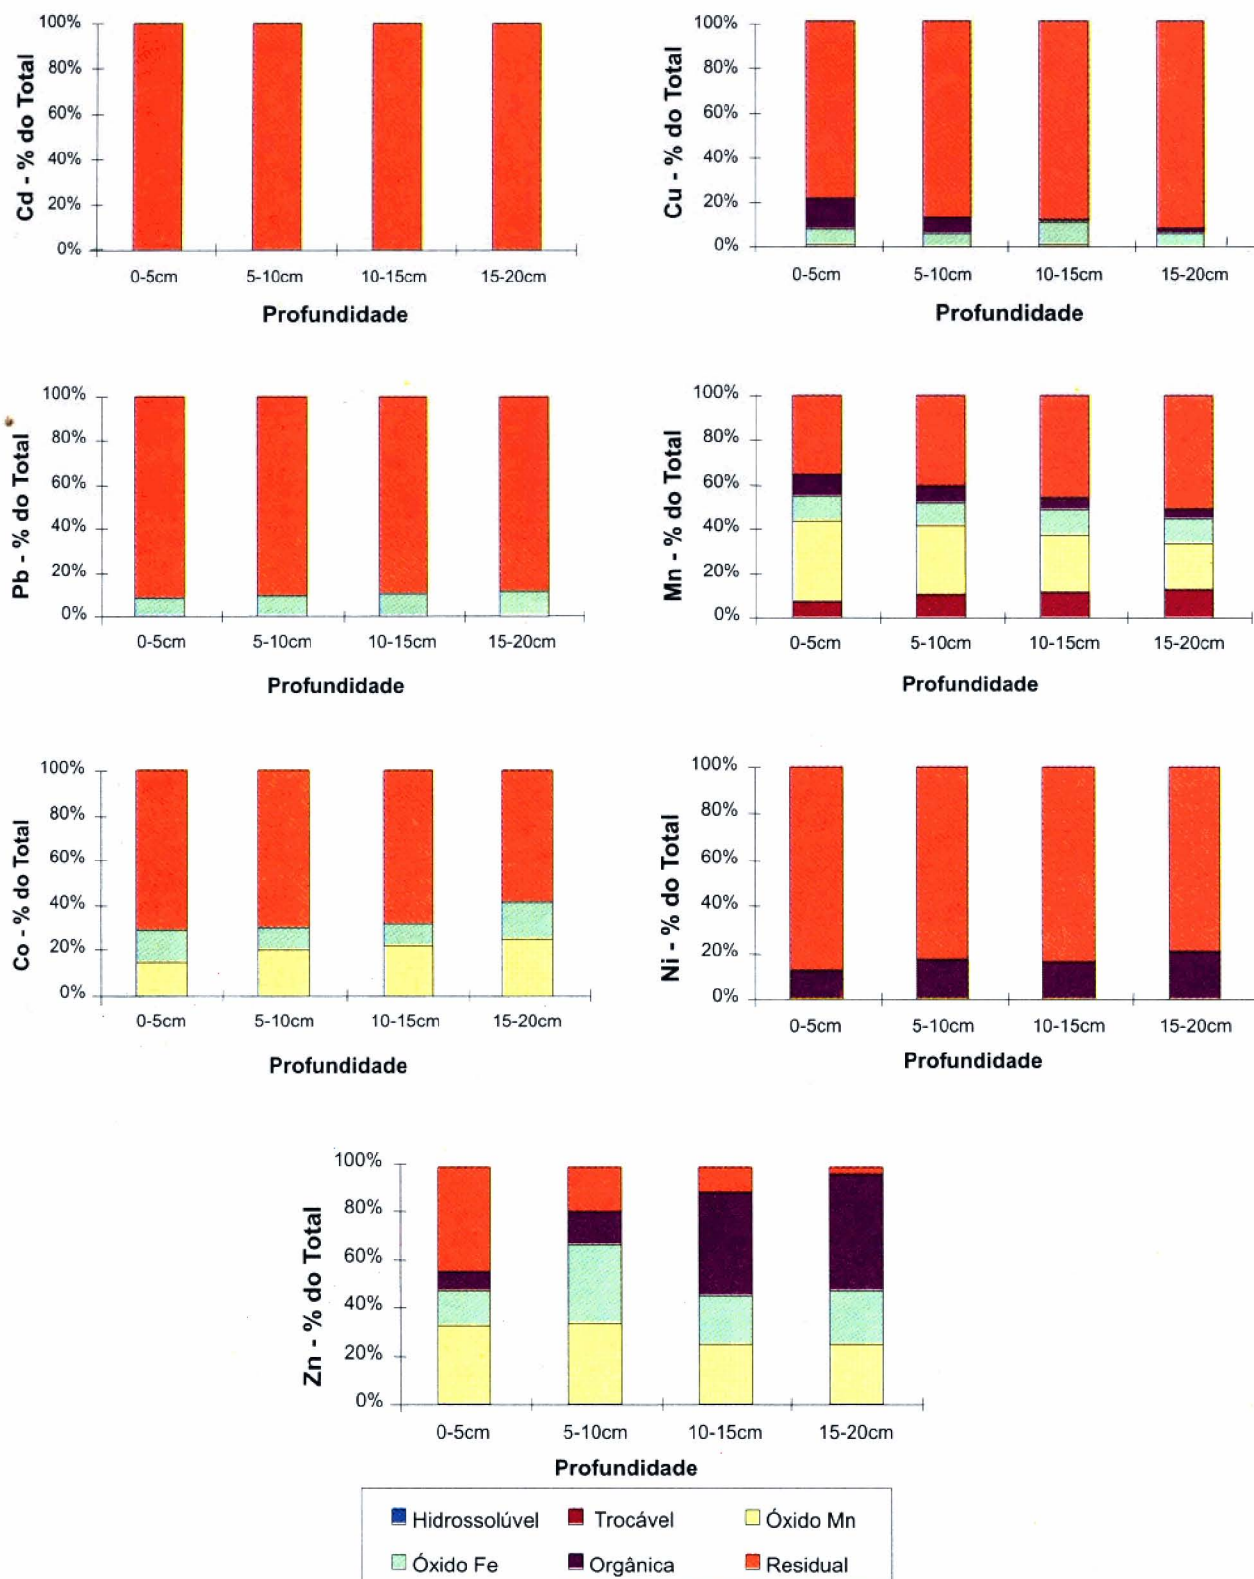 Cd - % do Total
100%
80%
60%
40%
20%
0%
0-5cm 5-10cm 10-15cm 15-20cm
Profundidade
Cu - % do Total
100%
80%
60%
40%
20%
0%
0-5cm 5-10cm 10-15cm 15-20cm
Profundidade
Pb - % do Total
100%
80%
60%
40%
20%
0%
0-5cm 5-10cm 10-15cm 15-20cm
Profundidade
Mn - % do Total
100%
80%
60%
40%
20%
0%
0-5cm 5-10cm 10-15cm 15-20cm
Profundidade
Co - % do Total
100%
80%
60%
40%
20%
0%
0-5cm 5-10cm 10-15cm 15-20cm
Profundidade
Ni - % do Total
100%
80%
60%
40%
20%
0%
0-5cm 5-10cm 10-15cm 15-20cm
Profundidade
Zn - % do Total
100%
80%
60%
40%
20%
0%
0-5cm 5-10cm 10-15cm 15-20cm
Profundidade
Hidrossolúvel Trocável Óxido Mn
Óxido Fe Orgânica Residual